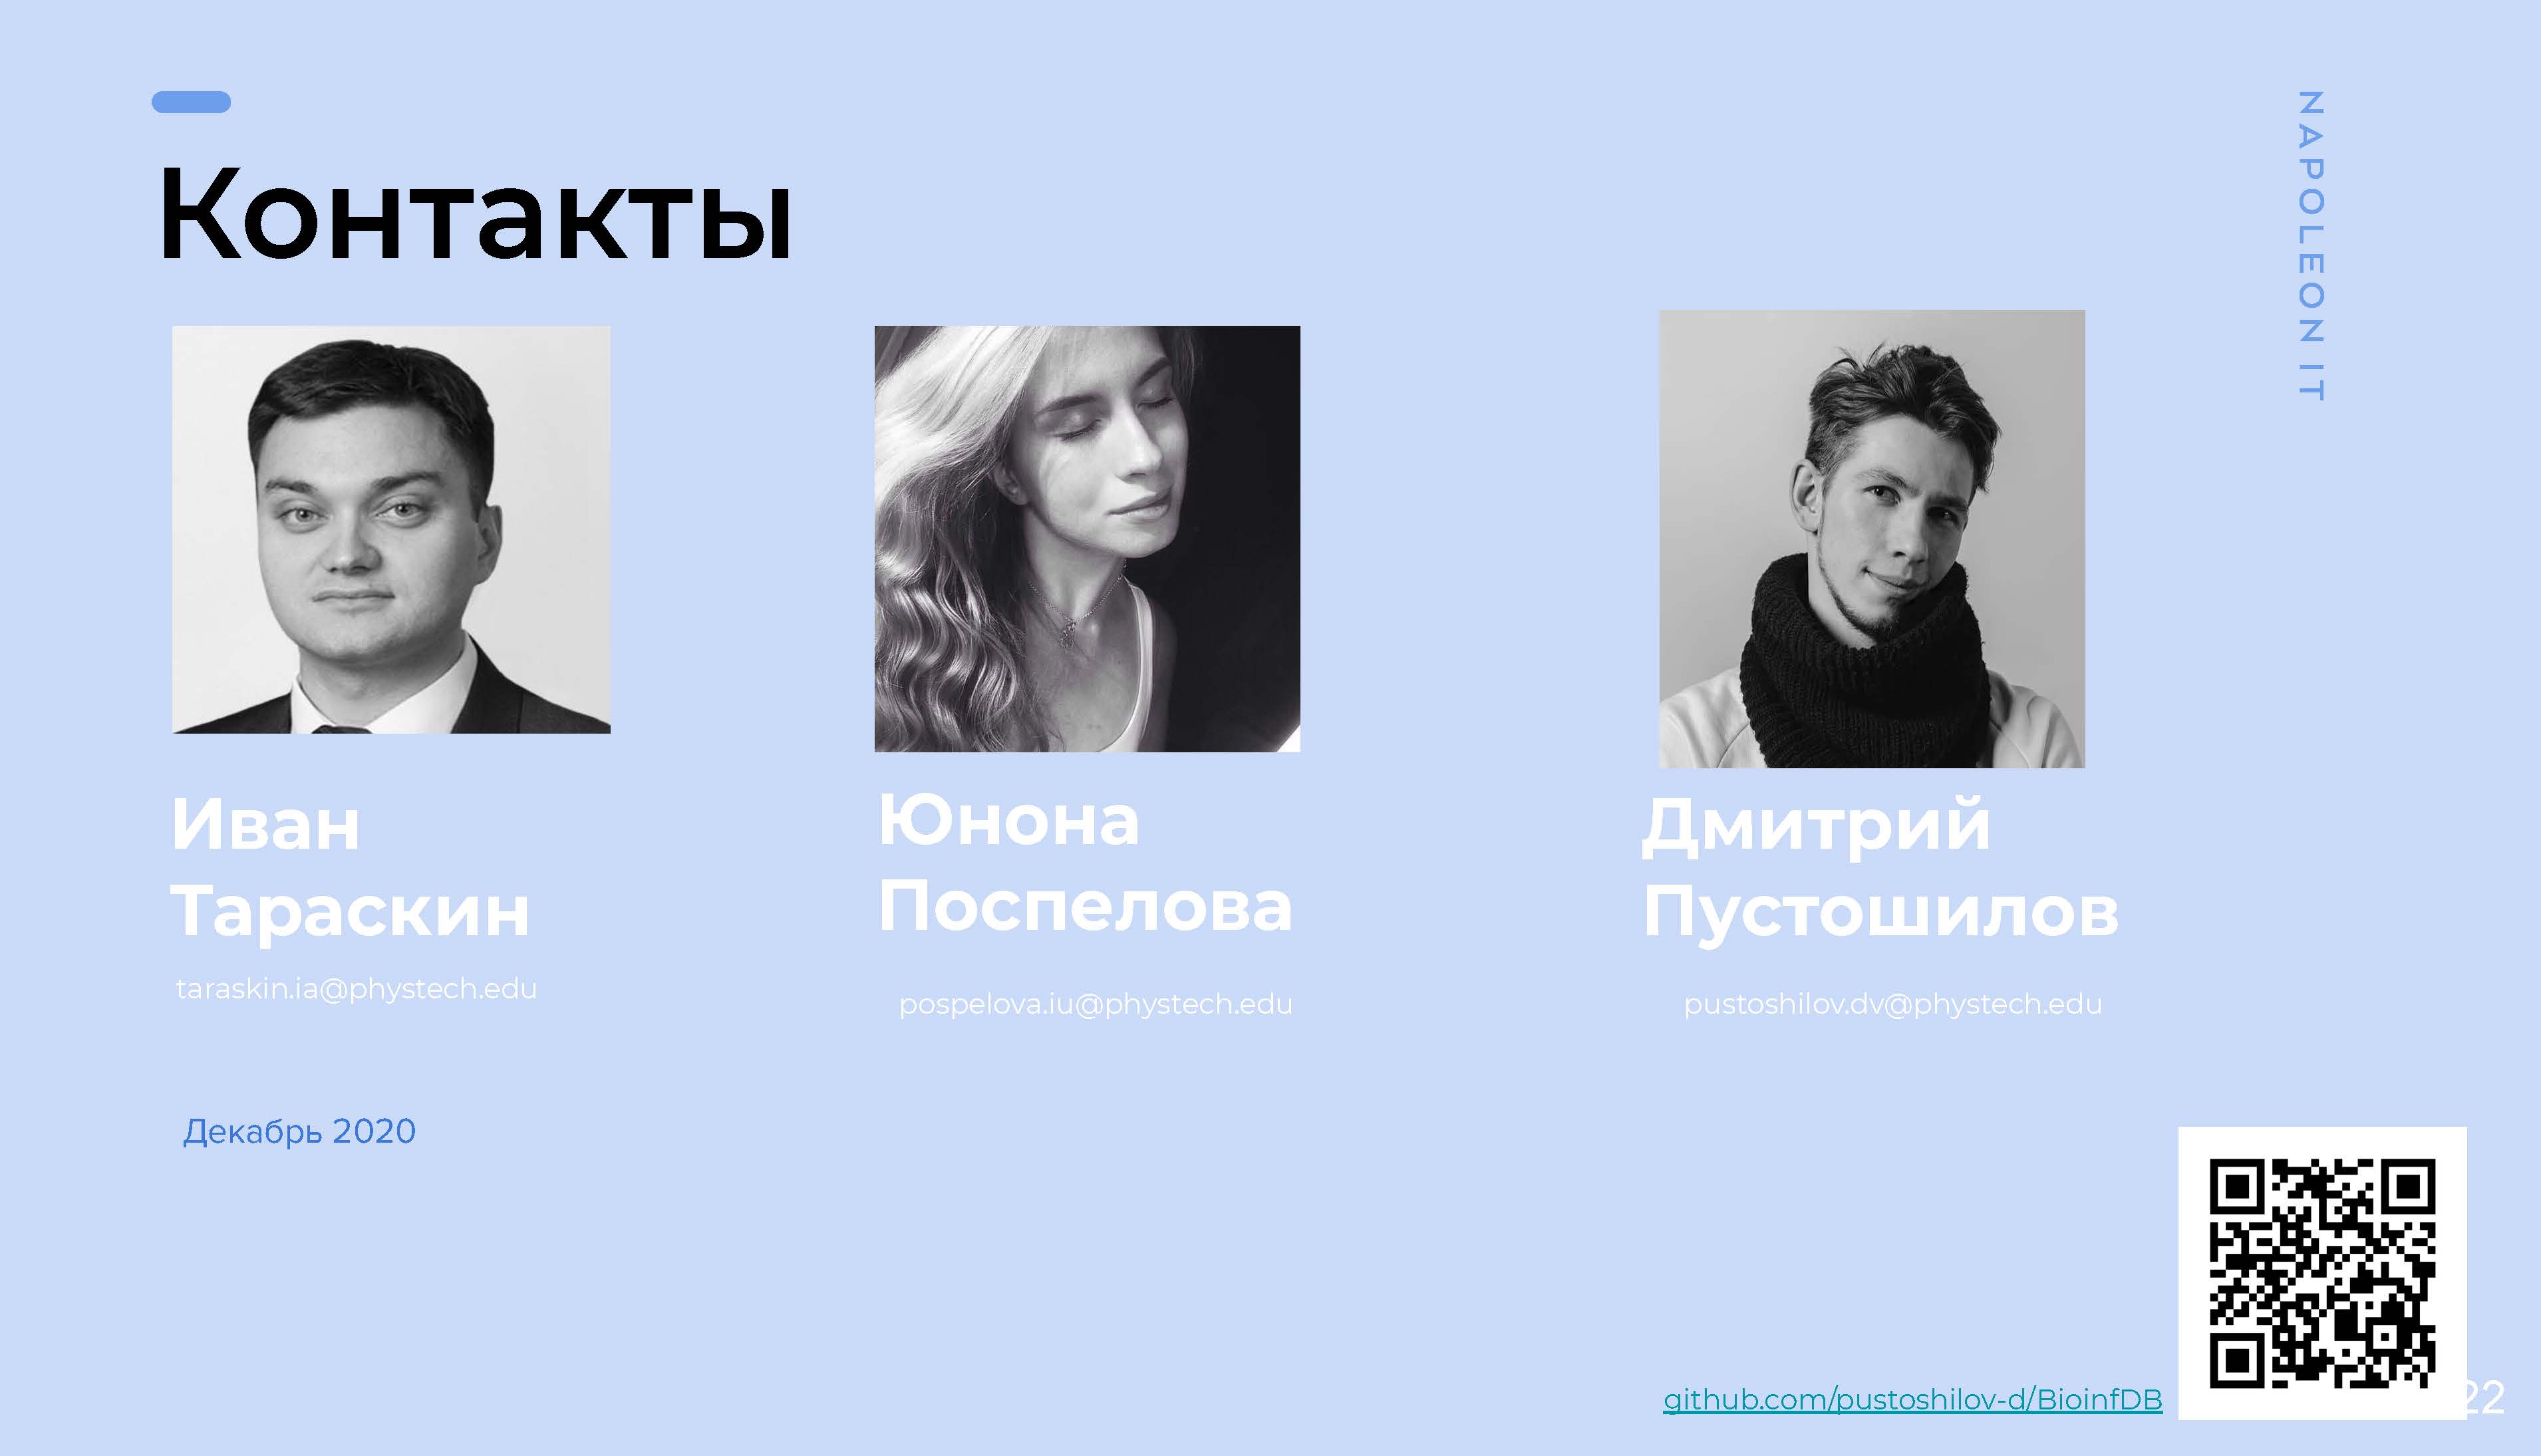 Контакты
NAPOLEON IT
Иван
Тараскин
taraskin.ia@phystech.edu
Юнона
Поспелова
pospelova.iu@phystech.edu
Дмитрий
Пустошилов
pustoshilov.dv@phystech.edu
Декабрь 2020
github.com/pustoshilov-d/BioinfDB
22